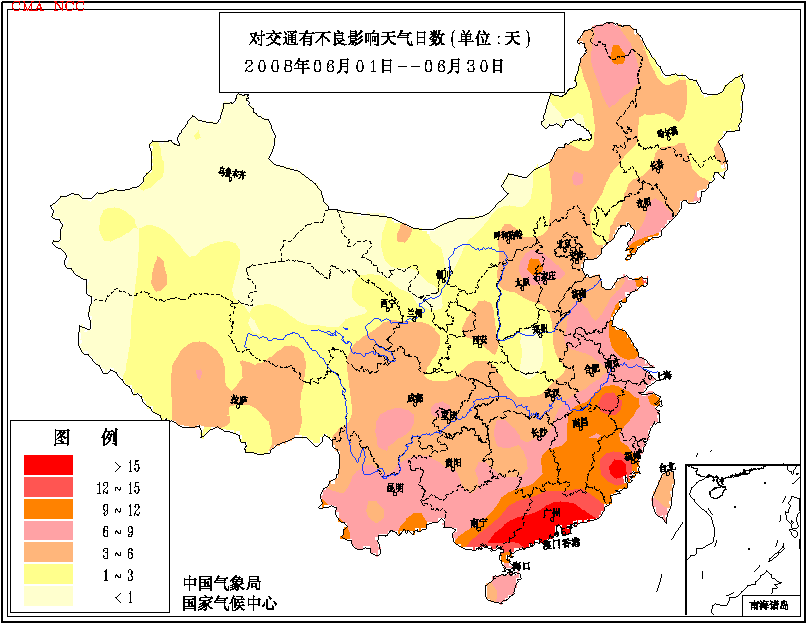 CMA NCC
对交通有不良影响天气日数(单位:天)
2008年06月01日--06月30日
哈尔滨
长春
乌鲁木齐
沈阳
呼和浩特
北京
天津
银川
太原
石家庄
西宁
济南
兰州
西安
郑州
合肥
南京
上海
成都
武汉
拉萨
重庆
南昌
长沙
贵阳
福州
台北
昆明
南宁
广州
澳门
香港
海口
图 例
>15
12~15
9~12
6~9
3~6
1~3
<1
中国气象局
国家气候中心
南海诸岛